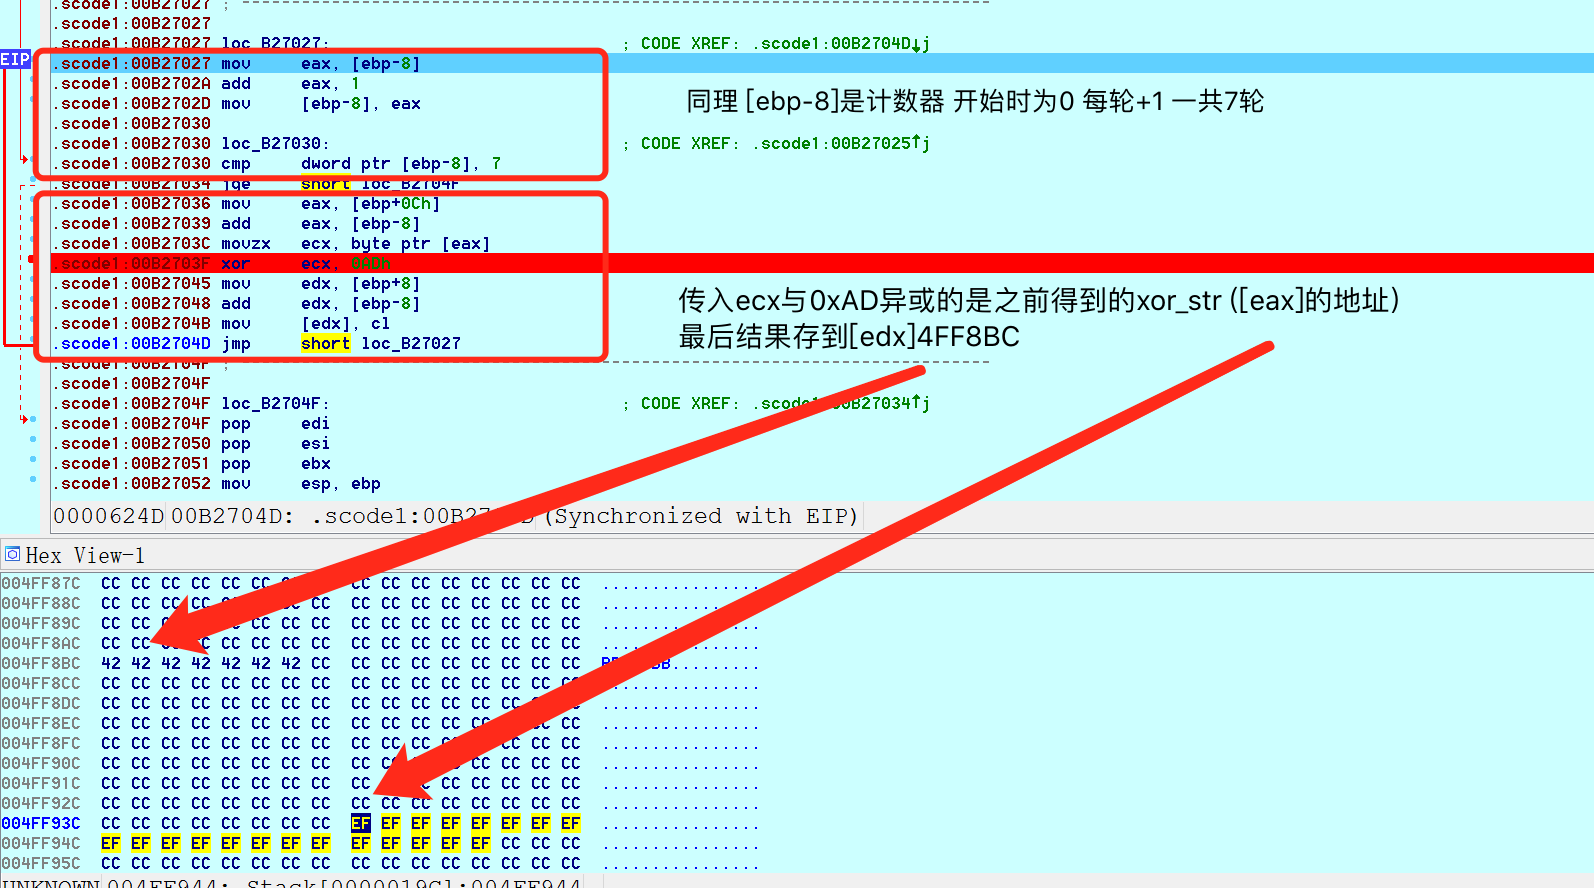 .scode1:00B27027 ; ---------------------------------------------------------------------------
.scode1:00B27027
.scode1:00B27027 loc_B27027: ; CODE XREF: .scode1:00B2704D↓j
EIP .scode1:00B27027 mov eax, [ebp-8]
.scode1:00B2702A add eax, 1
.scode1:00B2702D mov [ebp-8], eax
同理 [ebp-8]是计数器 开始时为0 每轮+1 一共7轮
.scode1:00B27030
.scode1:00B27030 loc_B27030: ; CODE XREF: .scode1:00B27025↑j
.scode1:00B27030 cmp dword ptr [ebp-8], 7
.scode1:00B27034 jge short loc_B2704F
.scode1:00B27036 mov eax, [ebp+0Ch]
.scode1:00B27039 add eax, [ebp-8]
.scode1:00B2703C movzx ecx, byte ptr [eax]
.scode1:00B2703F xor ecx, 0ADh
.scode1:00B27045 mov edx, [ebp+8]
.scode1:00B27048 add edx, [ebp-8]
.scode1:00B2704B mov [edx], cl
.scode1:00B2704D jmp short loc_B27027
传入ecx与0xAD异或的是之前得到的xor_str ([eax]的地址)
最后结果存到[edx]4FF8BC
.scode1:00B2704F ; ---------------------------------------------------------------------------
.scode1:00B2704F
.scode1:00B2704F loc_B2704F: ; CODE XREF: .scode1:00B27034↑j
.scode1:00B2704F pop edi
.scode1:00B27050 pop esi
.scode1:00B27051 pop ebx
.scode1:00B27052 mov esp, ebp
0000624D 00B2704D: .scode1:00B2 D (Synchronized with EIP)
Hex View-1
004FF87C CC CC CC CC CC CC CC CC CC CC CC CC CC CC ................
004FF88C CC CC CC CC CC CC CC CC CC CC CC CC CC CC ................
004FF89C CC CC CC CC CC CC CC CC CC CC CC CC CC ................
004FF8AC CC CC CC CC CC CC CC CC CC CC CC CC CC ................
004FF8BC 42 42 42 42 42 42 42 CC CC CC CC CC CC CC CC CC BB.........
004FF8CC CC CC CC CC CC CC CC CC CC CC CC CC CC CC CC CC ................
004FF8DC CC CC CC CC CC CC CC CC CC CC CC CC CC CC CC ................
004FF8EC CC CC CC CC CC CC CC CC CC CC CC CC CC CC ................
004FF8FC CC CC CC CC CC CC CC CC CC CC CC CC CC CC ................
004FF90C CC CC CC CC CC CC CC CC CC CC CC CC CC CC ................
004FF91C CC CC CC CC CC CC CC CC CC CC CC CC CC CC ................
004FF92C CC CC CC CC CC CC CC CC CC CC CC CC CC CC CC CC ................
004FF93C CC CC CC CC CC CC CC CC EF EF EF EF EF EF EF EF ................
004FF94C EF EF EF EF EF EF EF EF EF EF EF EF EF CC CC CC ................
004FF95C CC CC CC CC CC CC CC CC CC CC CC CC CC CC CC CC ................
UNKNOWN 004FF944: Stack[0000019C]:004FF944